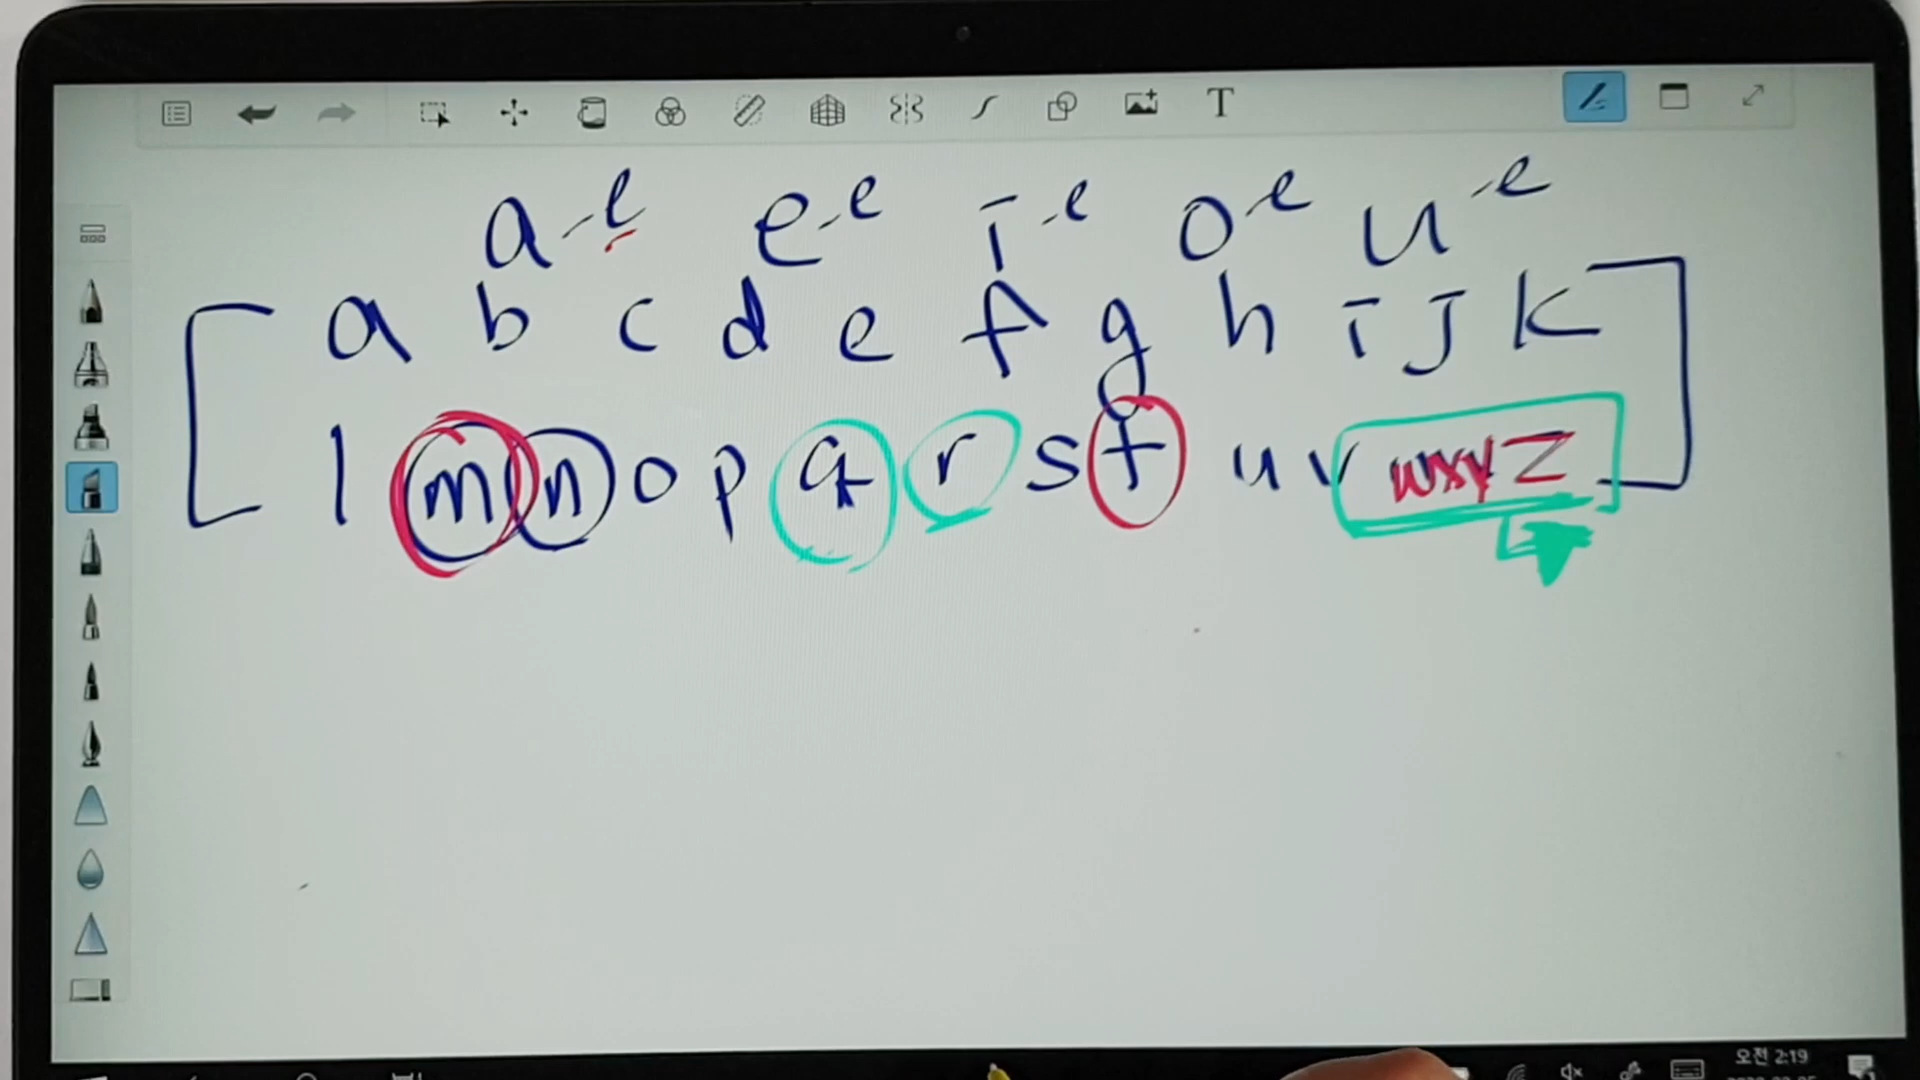 T
a-e e-e i-e o-e u-e
a b c d e f g h i j k
l m n o p q r s t u v w x y z
오전 2:19